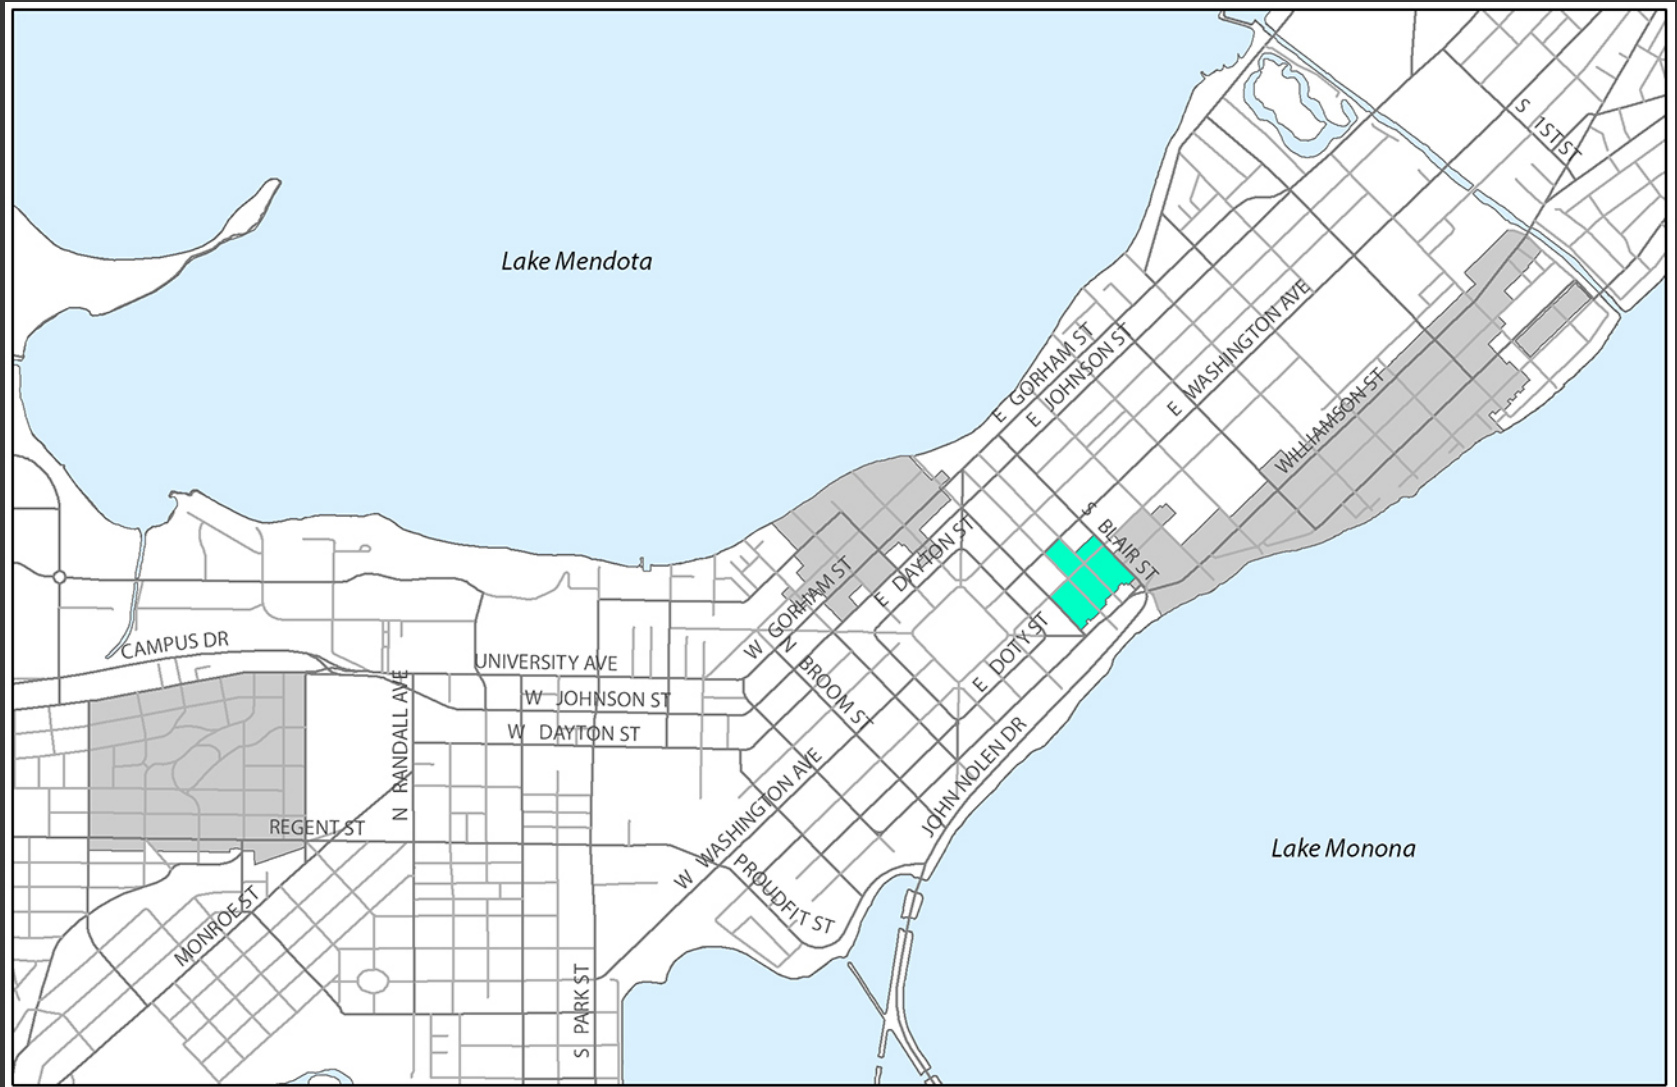 S 1ST ST
Lake Mendota
E GORHAM ST
E JOHNSON ST
E WASHINGTON AVE
WILLIAMSON ST
S BLAIR ST
E DAYTON ST
W GORHAM ST
E DOTY ST
CAMPUS DR
UNIVERSITY AVE
N BROOM ST
W JOHNSON ST
W DAYTON ST
N RANDALL AVE
JOHN NOLEN DR
W WASHINGTON AVE
REGENT ST
Lake Monona
PROUDFIT ST
MONROE ST
S PARK ST